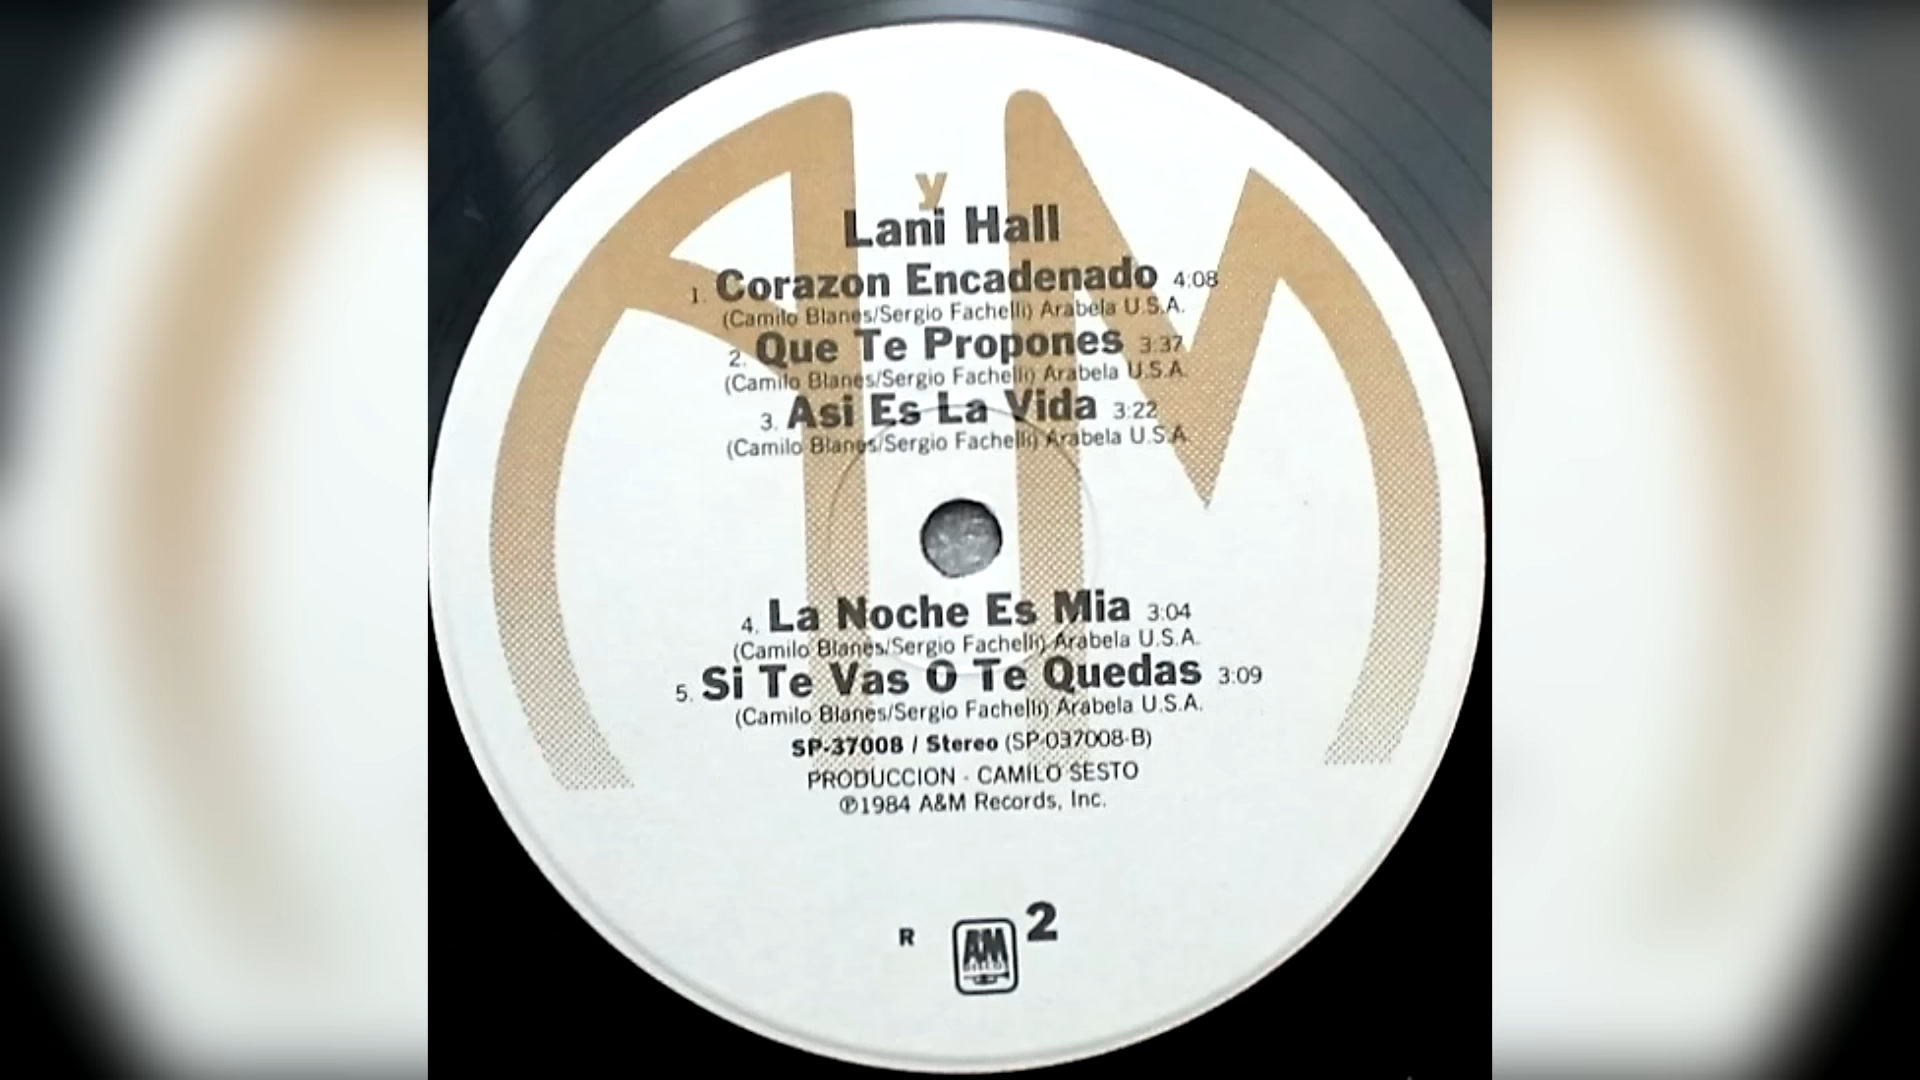 y
Lani Hall
1. Corazon Encadenado 4:08
(Camilo Blanes/Sergio Fachelli) Arabela U.S.A.
2. Que Te Propones 3:37
(Camilo Blanes/Sergio Fachelli) Arabela U.S.A.
3. Asi Es La Vida 3:22
(Camilo Blanes/Sergio Fachelli) Arabela U.S.A.
4. La Noche Es Mia 3:04
(Camilo Blanes/Sergio Fachelli) Arabela U.S.A.
5. Si Te Vas O Te Quedas 3:09
(Camilo Blanes/Sergio Fachelli) Arabela U.S.A.
SP-37008 / Stereo (SP-037008-B)
PRODUCCION - CAMILO SESTO
℗1984 A&M Records, Inc.
R AM 2
DISCOS